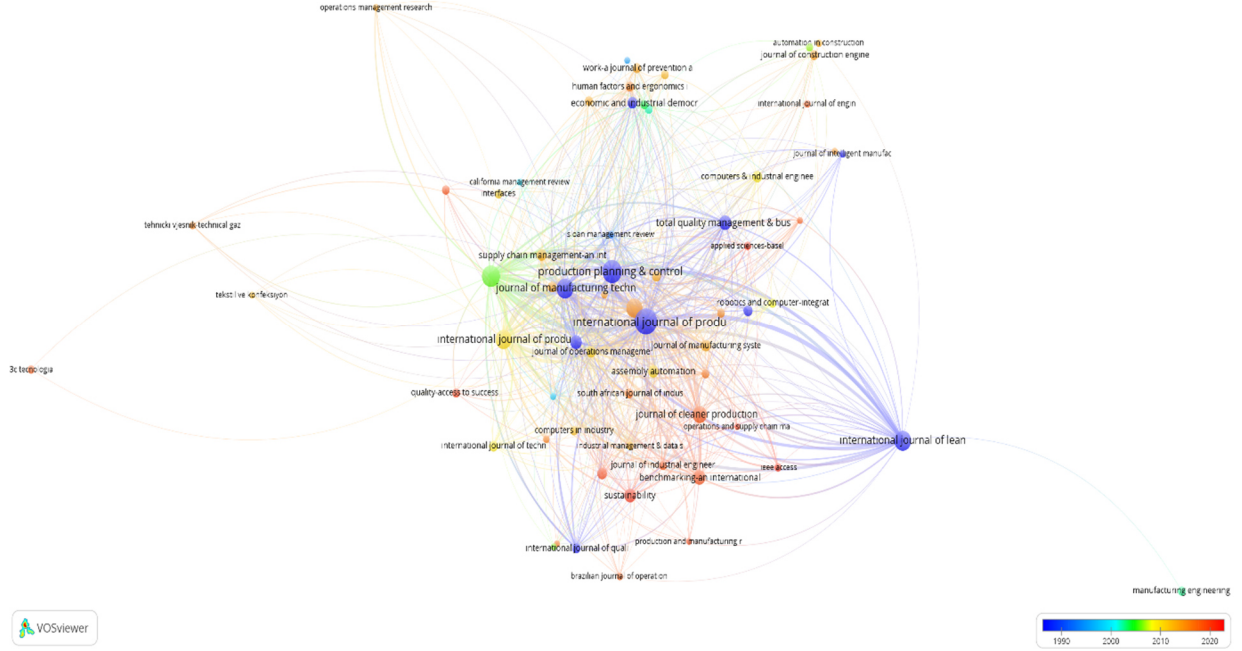 operations management research
automation in construction
journal of construction engine
work-a journal of prevention a
human factors and ergonomics i
economic and industrial democr
international journal of engin
journal of intelligent manufac
california management review
interfaces
computers & industrial enginee
tehnicki vjesnik-technical gaz
total quality management & bus
sloan management review
applied sciences-basel
supply chain management-an int
production planning & control
journal of manufacturing techn
tekstil ve konfeksiyon
robotics and computer-integrat
international journal of produ
international journal of produ
journal of operations manageme
journal of manufacturing syste
3c tecnologia
assembly automation
quality-access to success
south african journal of indus
journal of cleaner production
operations and supply chain ma
computers in industry
international journal of lean
international journal of techn
industrial management & data s
journal of industrial engineer
ieee access
benchmarking-an international
sustainability
production and manufacturing r
international journal of quali
brazilian journal of operation
manufacturing engineering
VOSviewer
1990 2000 2010 2020